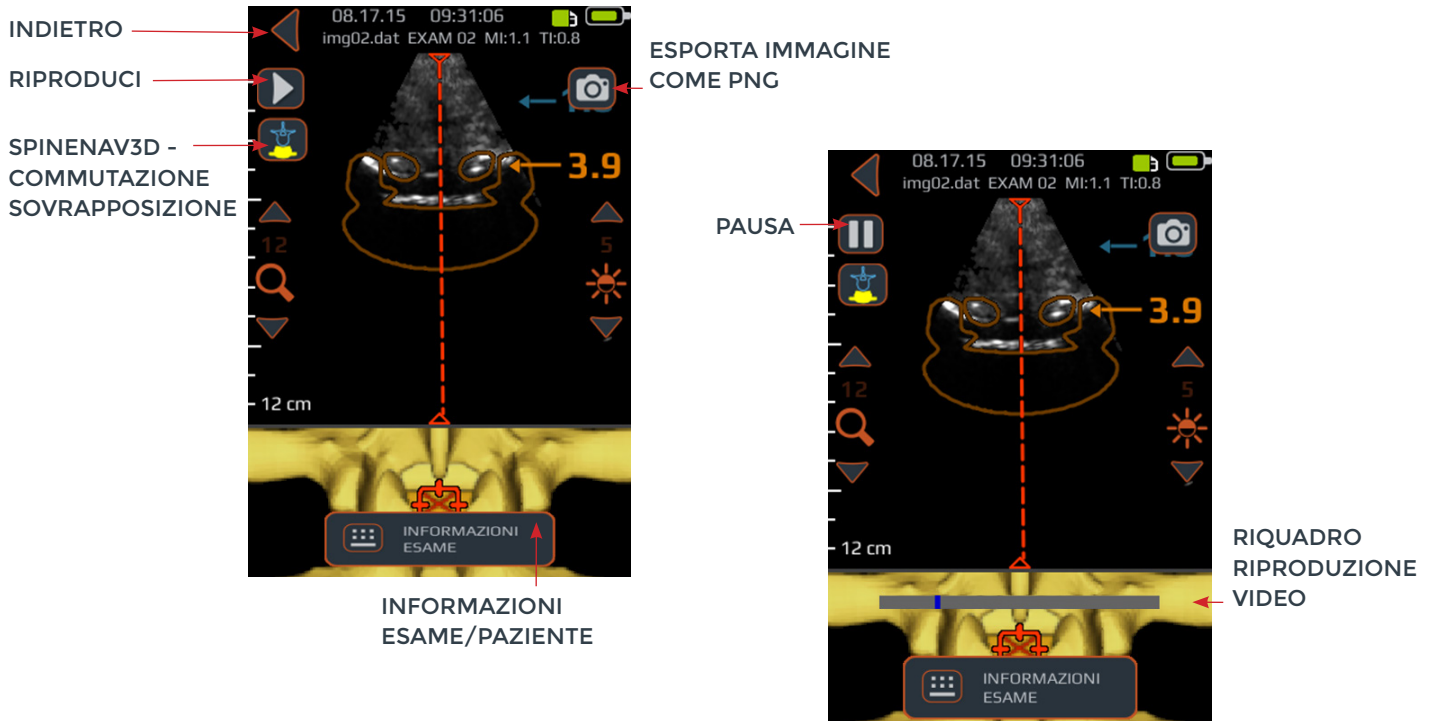 INDIETRO
RIPRODUCI
SPINENAV3D -
COMMUTAZIONE
SOVRAPPOSIZIONE
08.17.15 09:31:06
img02.dat EXAM 02 MI:1.1 TI:0.8
3.9
12
5
12 cm
INFORMAZIONI
ESAME
ESPORTA IMMAGINE
COME PNG
INFORMAZIONI
ESAME/PAZIENTE
PAUSA
08.17.15 09:31:06
img02.dat EXAM 02 MI:1.1 TI:0.8
3.9
12
5
12 cm
INFORMAZIONI
ESAME
RIQUADRO
RIPRODUZIONE
VIDEO